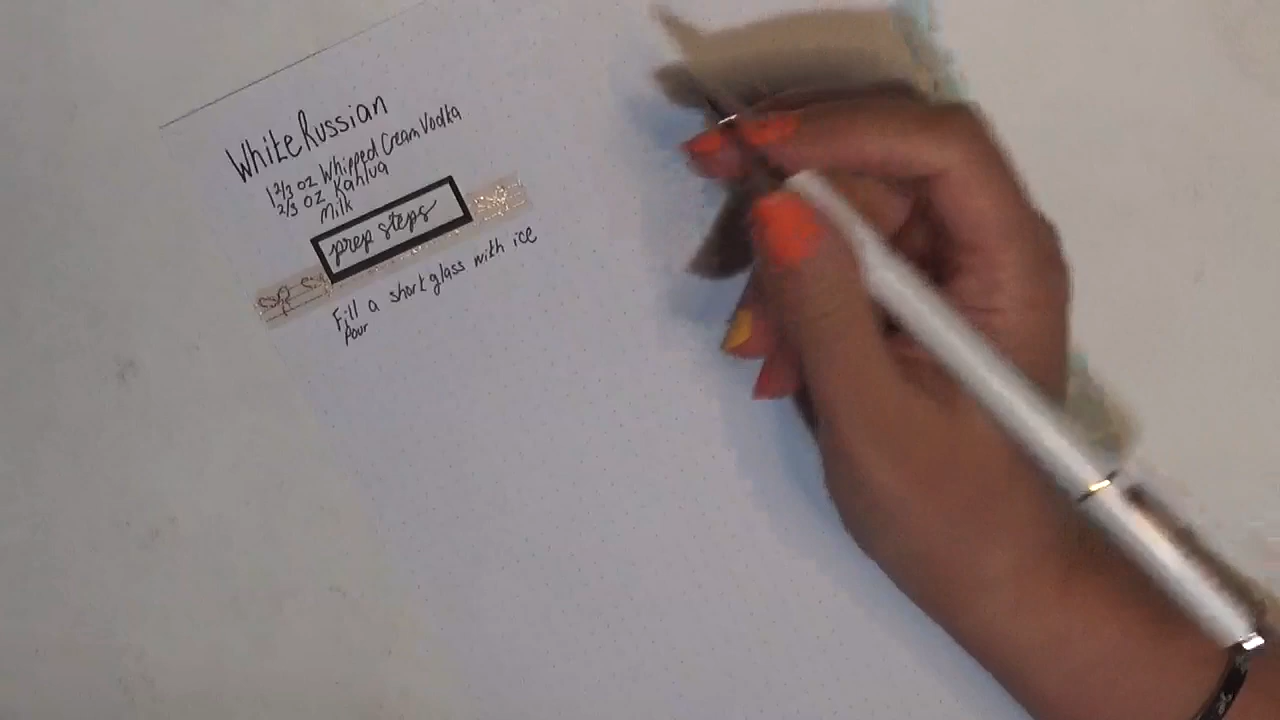 White Russian
1 2/3 oz Whipped Cream Vodka
2/3 oz Kahlua
Milk
prep steps
Fill a short glass with ice
Pour